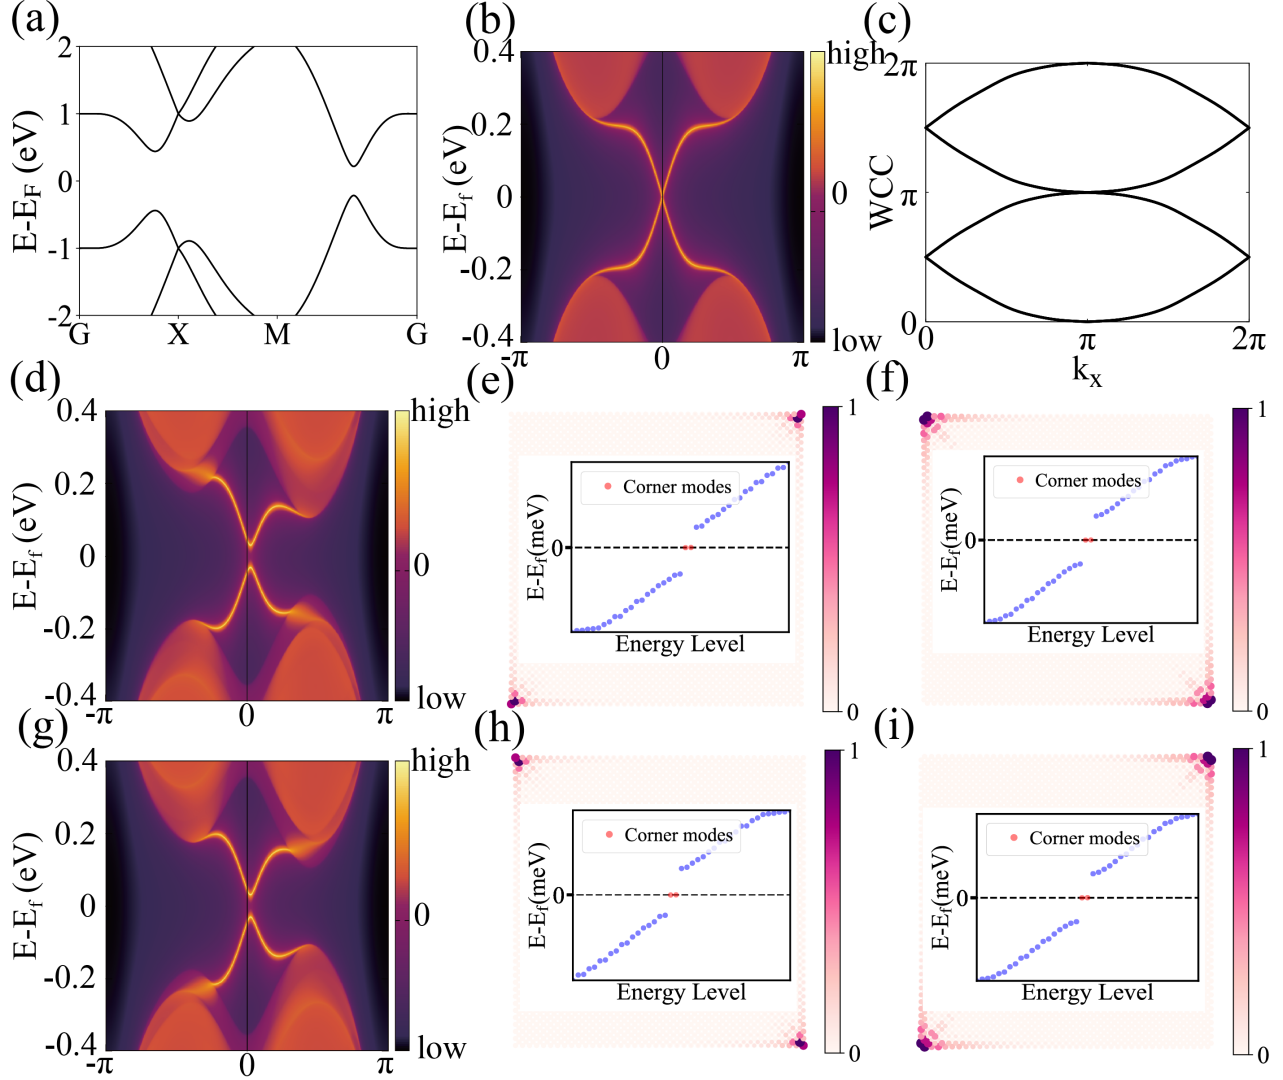 (a)
2
1
0
-1
-2
E-E_F (eV)
G X M G
(b)
0.4
0.2
0
-0.2
-0.4
E-E_f (eV)
-π 0 π
high
0
low
(c)
2π
π
0
WCC
0 π 2π
k_x
(d)
0.4
0.2
0
-0.2
-0.4
E-E_f (eV)
-π 0 π
high
0
low
(e)
Corner modes
0
E-E_f(meV)
Energy Level
1
0
(f)
Corner modes
0
E-E_f(meV)
Energy Level
1
0
(g)
0.4
0.2
0
-0.2
-0.4
E-E_f (eV)
-π 0 π
high
0
low
(h)
Corner modes
0
E-E_f(meV)
Energy Level
1
0
(i)
Corner modes
0
E-E_f(meV)
Energy Level
1
0